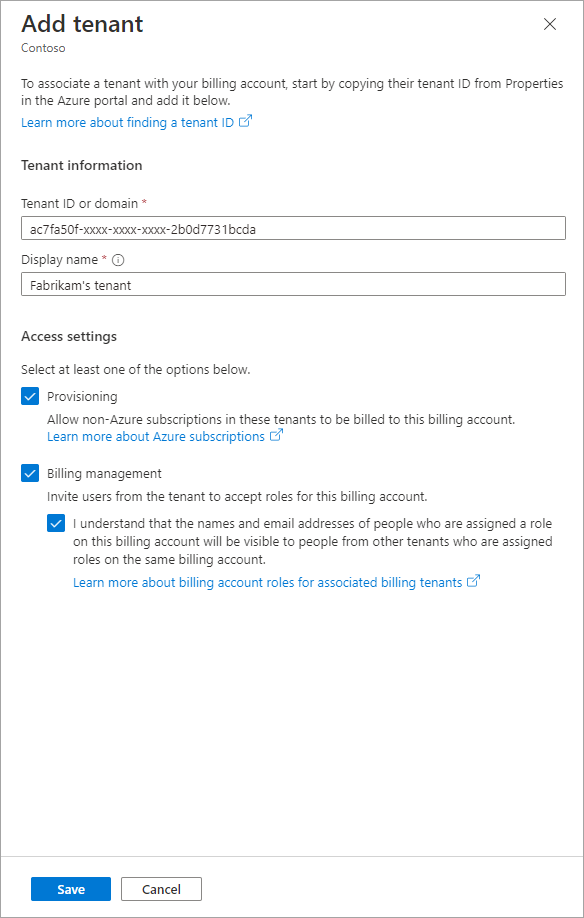 Add tenant
Contoso
To associate a tenant with your billing account, start by copying their tenant ID from Properties
in the Azure portal and add it below.
Learn more about finding a tenant ID
Tenant information
Tenant ID or domain *
ac7fa50f-xxxx-xxxx-xxxx-2b0d7731bcda
Display name *
Fabrikam's tenant
Access settings
Select at least one of the options below.
Provisioning
Allow non-Azure subscriptions in these tenants to be billed to this billing account.
Learn more about Azure subscriptions
Billing management
Invite users from the tenant to accept roles for this billing account.
I understand that the names and email addresses of people who are assigned a role
on this billing account will be visible to people from other tenants who are assigned
roles on the same billing account.
Learn more about billing account roles for associated billing tenants
Save
Cancel